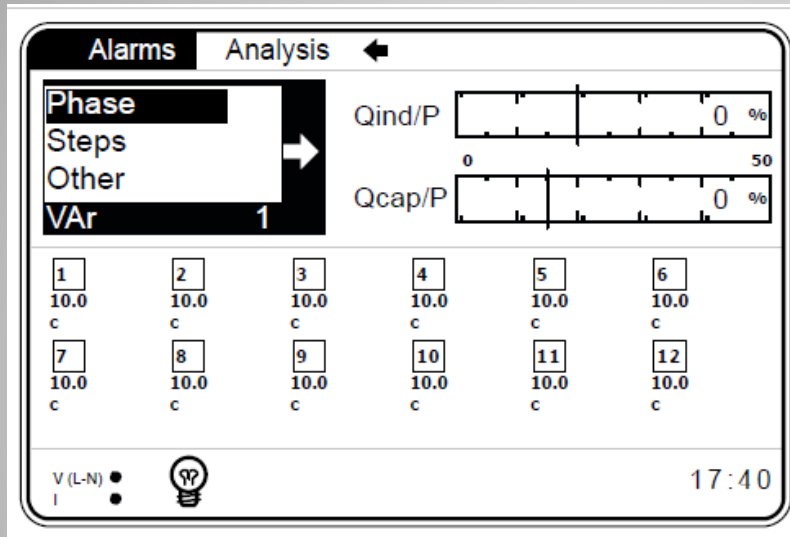 Alarms Analysis
Phase
Steps
Other
VAr 1
Qind/P 0 %
0 50
Qcap/P 0 %
1 2 3 4 5 6
10.0 10.0 10.0 10.0 10.0 10.0
c c c c c c
7 8 9 10 11 12
10.0 10.0 10.0 10.0 10.0 10.0
c c c c c c
V (L-N)
I
17:40